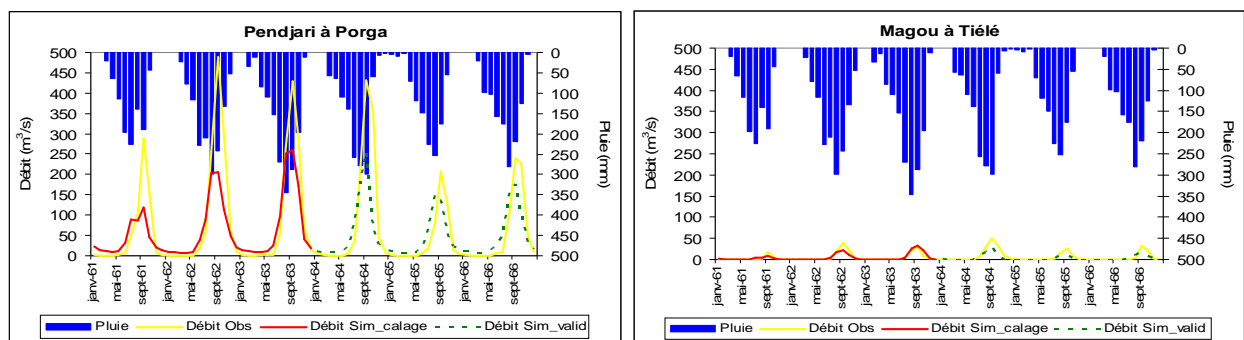 Pendjari à Porga
500
450
400
350
300
250
200
150
100
50
0
Débit (m³/s)
0
50
100
150
200
250
300
350
400
450
500
Pluie (mm)
janv-61
mai-61
sept-61
janv-62
mai-62
sept-62
janv-63
mai-63
sept-63
janv-64
mai-64
sept-64
janv-65
mai-65
sept-65
janv-66
mai-66
sept-66
Pluie
Débit Obs
Débit Sim_calage
Débit Sim_valid
Magou à Tiélé
500
450
400
350
300
250
200
150
100
50
0
Débit (m³/s)
0
50
100
150
200
250
300
350
400
450
500
Pluie (mm)
janv-61
mai-61
sept-61
janv-62
mai-62
sept-62
janv-63
mai-63
sept-63
janv-64
mai-64
sept-64
janv-65
mai-65
sept-65
janv-66
mai-66
sept-66
Pluie
Débit Obs
Débit Sim_calage
Débit Sim_valid